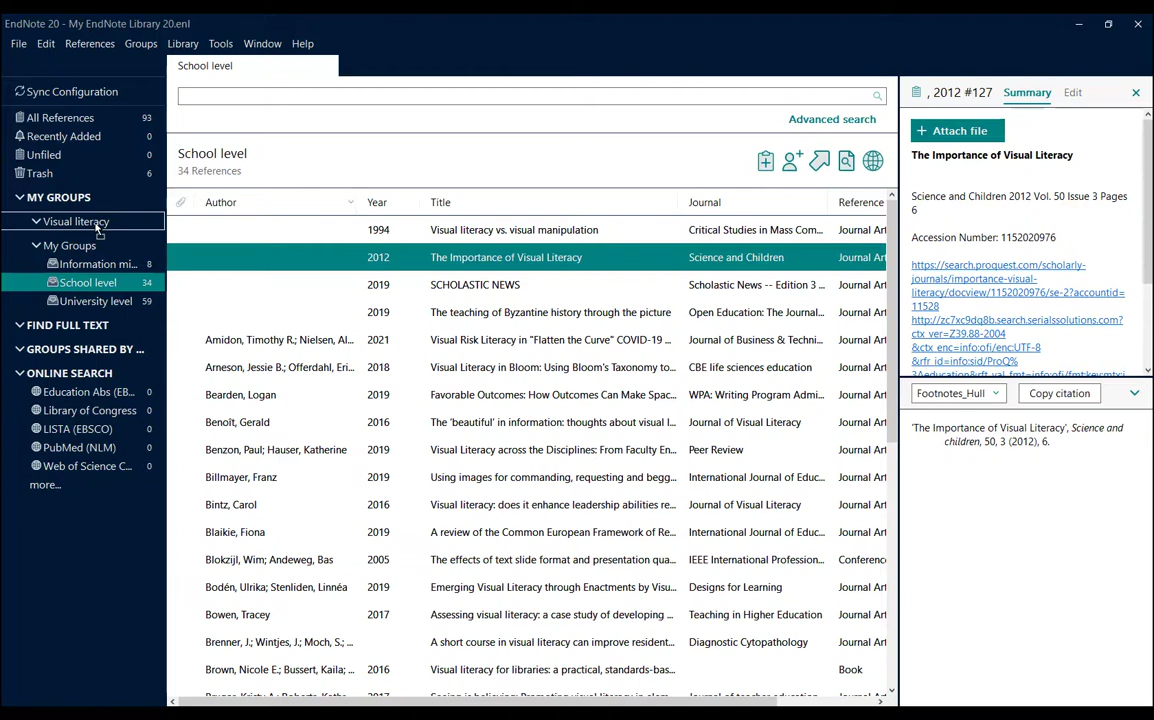 EndNote 20 - My EndNote Library 20.enl
File Edit References Groups Library Tools Window Help
School level
Sync Configuration
All References 93
Recently Added 0
Unfiled 0
Trash 6
MY GROUPS
Visual literacy
My Groups
Information mi... 8
School level 34
University level 59
FIND FULL TEXT
GROUPS SHARED BY ...
ONLINE SEARCH
Education Abs (EB... 0
Library of Congress 0
LISTA (EBSCO) 0
PubMed (NLM) 0
Web of Science C... 0
more...
Advanced search
School level
34 References
Author Year Title Journal Reference
1994 Visual literacy vs. visual manipulation Critical Studies in Mass Com... Journal Art
2012 The Importance of Visual Literacy Science and Children Journal Art
2019 SCHOLASTIC NEWS Scholastic News -- Edition 3 ... Journal Art
2019 The teaching of Byzantine history through the picture Open Education: The Journal... Journal Art
Amidon, Timothy R.; Nielsen, Al... 2021 Visual Risk Literacy in "Flatten the Curve" COVID-19 ... Journal of Business & Techni... Journal Art
Arneson, Jessie B.; Offerdahl, Eri... 2018 Visual Literacy in Bloom: Using Bloom's Taxonomy to... CBE life sciences education Journal Art
Bearden, Logan 2019 Favorable Outcomes: How Outcomes Can Make Spac... WPA: Writing Program Admi... Journal Art
Benoît, Gerald 2016 The 'beautiful' in information: thoughts about visual l... Journal of Visual Literacy Journal Art
Benzon, Paul; Hauser, Katherine 2019 Visual Literacy across the Disciplines: From Faculty En... Peer Review Journal Art
Billmayer, Franz 2019 Using images for commanding, requesting and begg... International Journal of Educ... Journal Art
Bintz, Carol 2016 Visual literacy: does it enhance leadership abilities re... Journal of Visual Literacy Journal Art
Blaikie, Fiona 2019 A review of the Common European Framework of Re... International Journal of Educ... Journal Art
Blokzijl, Wim; Andeweg, Bas 2005 The effects of text slide format and presentation qua... IEEE International Profession... Conference
Bodén, Ulrika; Stenliden, Linnéa 2019 Emerging Visual Literacy through Enactments by Visu... Designs for Learning Journal Art
Bowen, Tracey 2017 Assessing visual literacy: a case study of developing ... Teaching in Higher Education Journal Art
Brenner, J.; Wintjes, J.; Moch, S.; ... A short course in visual literacy can improve resident... Diagnostic Cytopathology Journal Art
Brown, Nicole E.; Bussert, Kaila; ... 2016 Visual literacy for libraries: a practical, standards-bas... Book
, 2012 #127 Summary Edit
Attach file
The Importance of Visual Literacy
Science and Children 2012 Vol. 50 Issue 3 Pages
6
Accession Number: 1152020976
https://search.proquest.com/scholarly-
journals/importance-visual-
literacy/docview/1152020976/se-2?accountid=
11528
http://zc7xc9dq8b.search.serialssolutions.com?
ctx_ver=Z39.88-2004
&ctx_enc=info:ofi/enc:UTF-8
&rfr_id=info:sid/ProQ%
Footnotes_Hull Copy citation
'The Importance of Visual Literacy', Science and
children, 50, 3 (2012), 6.